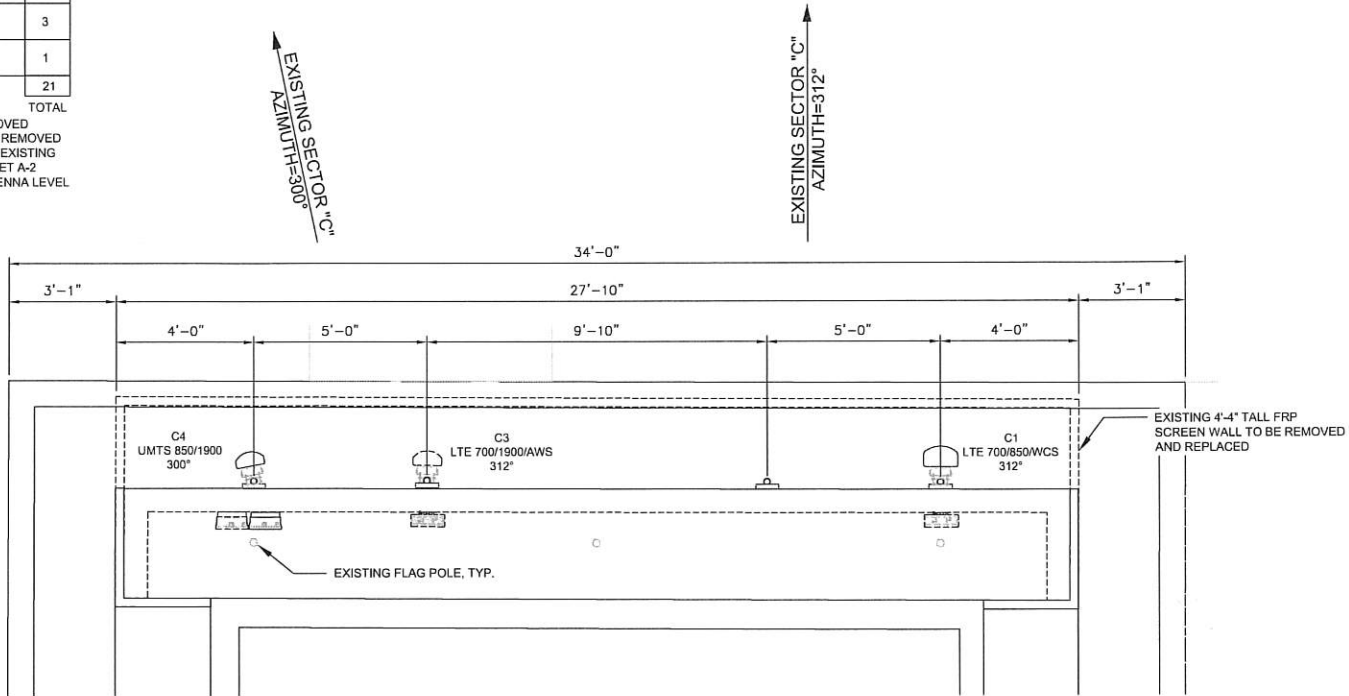 3
1
21
TOTAL
OVED
REMOVED
EXISTING
ET A-2
ENNA LEVEL
EXISTING SECTOR "C"
AZIMUTH=300°
EXISTING SECTOR "C"
AZIMUTH=312°
34'-0"
3'-1"
27'-10"
3'-1"
4'-0"
5'-0"
9'-10"
5'-0"
4'-0"
C4
UMTS 850/1900
300°
C3
LTE 700/1900/AWS
312°
C1
LTE 700/850/WCS
312°
EXISTING 4'-4" TALL FRP
SCREEN WALL TO BE REMOVED
AND REPLACED
EXISTING FLAG POLE, TYP.